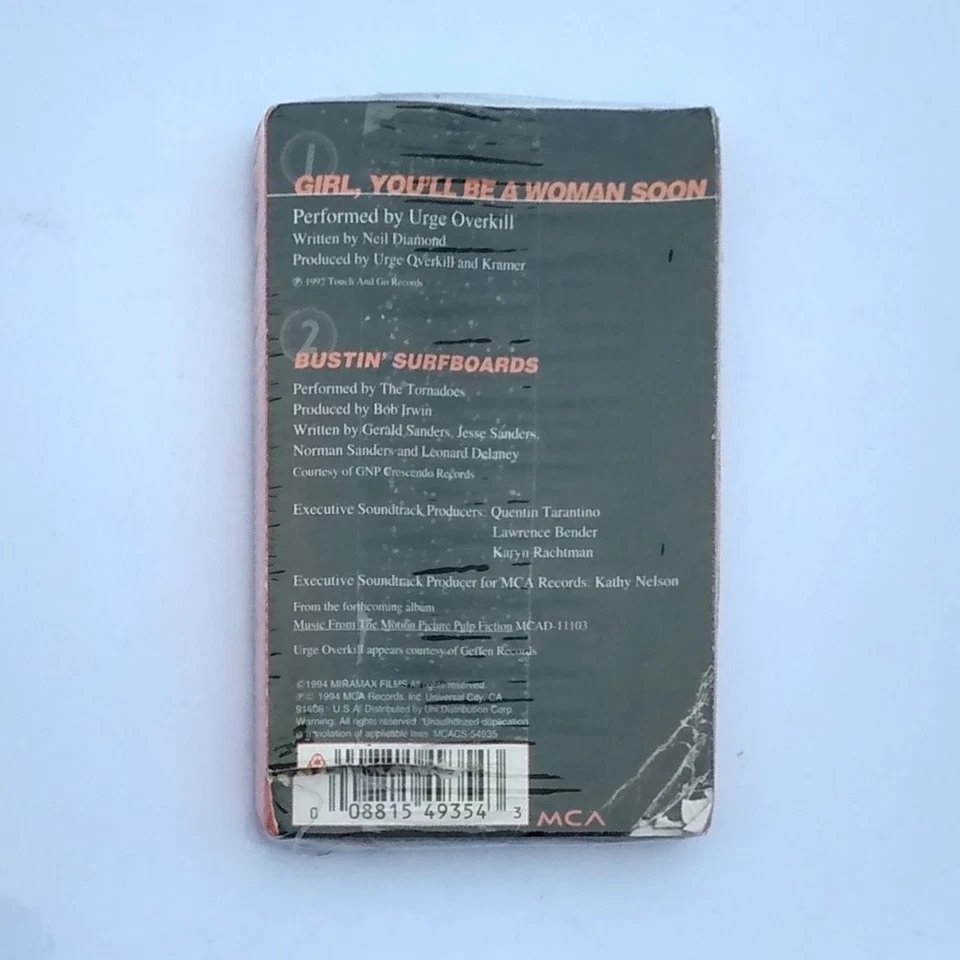 1
GIRL, YOU'LL BE A WOMAN SOON
Performed by Urge Overkill
Written by Neil Diamond
Produced by Urge Overkill and Kramer
℗ 1992 Touch And Go Records
2
BUSTIN' SURFBOARDS
Performed by The Tornadoes
Produced by Bob Irwin
Written by Gerald Sanders, Jesse Sanders,
Norman Sanders and Leonard Delaney
Courtesy of GNP Crescendo Records
Executive Soundtrack Producers: Quentin Tarantino
Lawrence Bender
Karyn Rachtman
Executive Soundtrack Producer for MCA Records: Kathy Nelson
From the forthcoming album
Music From The Motion Picture Pulp Fiction MCAD-11103
Urge Overkill appears courtesy of Geffen Records
©1994 MIRAMAX FILMS All rights reserved.
℗© 1994 MCA Records, Inc. Universal City, CA
91608 - U.S.A. Distributed by Uni Distribution Corp.
Warning: All rights reserved. Unauthorized duplication
is a violation of applicable laws. MCACS-54935
0 08815 49354 3
MCA